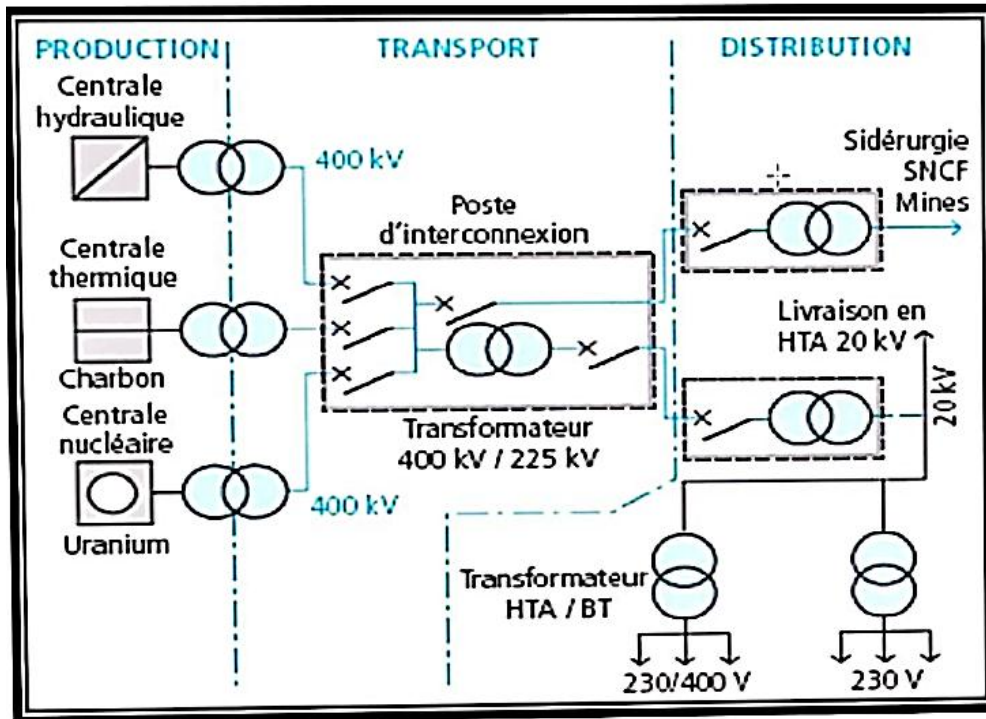 PRODUCTION
TRANSPORT
DISTRIBUTION
Centrale
hydraulique
400 kV
Sidérurgie
SNCF
Mines
Poste
d'interconnexion
Centrale
thermique
Charbon
Livraison en
HTA 20 kV
20 kV
Centrale
nucléaire
Uranium
Transformateur
400 kV / 225 kV
400 kV
Transformateur
HTA / BT
230/400 V
230 V